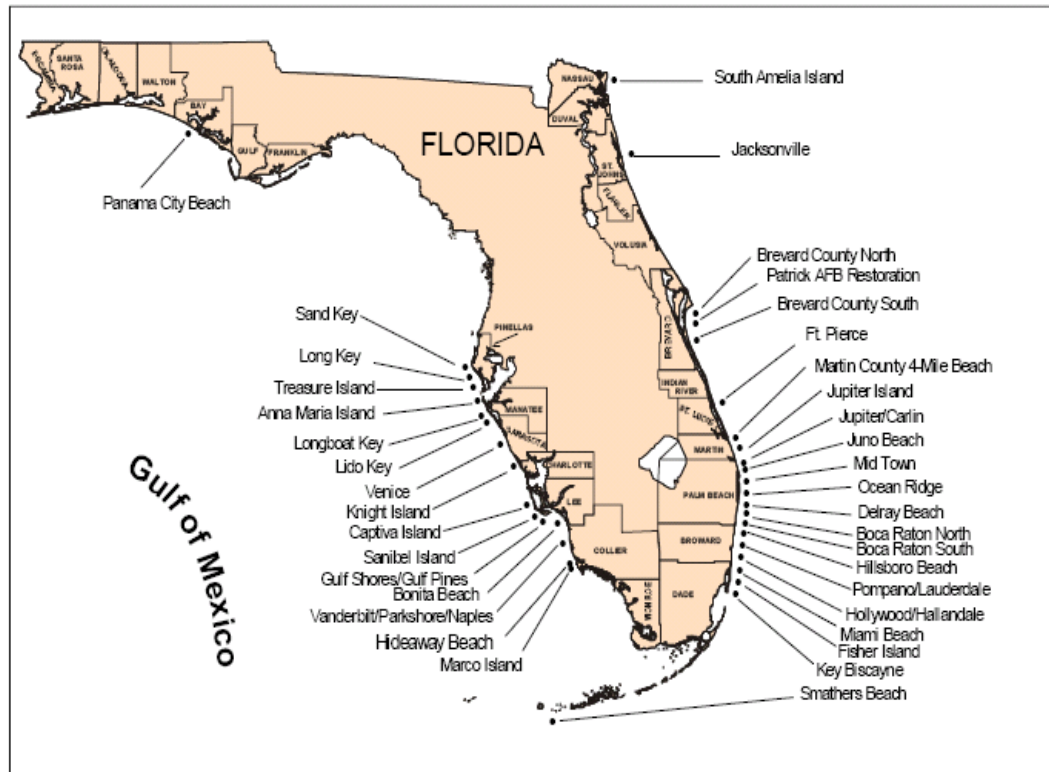 ESCAMBIA
SANTA
ROSA
OKALOOSA
WALTON
BAY
GULF
FRANKLIN
Panama City Beach
FLORIDA
NASSAU
DUVAL
ST.
JOHNS
FLAGLER
VOLUSIA
South Amelia Island
Jacksonville
Brevard County North
Patrick AFB Restoration
Brevard County South
Ft. Pierce
Martin County 4-Mile Beach
Jupiter Island
Jupiter/Carlin
Juno Beach
Mid Town
Ocean Ridge
Delray Beach
Boca Raton North
Boca Raton South
Hillsboro Beach
Pompano/Lauderdale
Hollywood/Hallandale
Miami Beach
Fisher Island
Key Biscayne
Smathers Beach
BREVARD
INDIAN
RIVER
ST. LUCIE
MARTIN
PALM BEACH
BROWARD
DADE
MONROE
COLLIER
LEE
CHARLOTTE
SARASOTA
MANATEE
PINELLAS
Sand Key
Long Key
Treasure Island
Anna Maria Island
Longboat Key
Lido Key
Venice
Knight Island
Captiva Island
Sanibel Island
Gulf Shores/Gulf Pines
Bonita Beach
Vanderbilt/Parkshore/Naples
Hideaway Beach
Marco Island
Gulf of Mexico